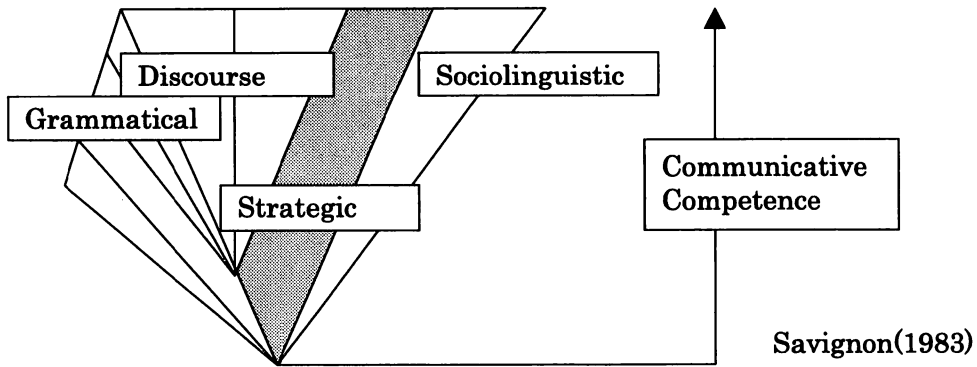 Discourse
Sociolinguistic
Grammatical
Communicative
Competence
Strategic
Savignon(1983)